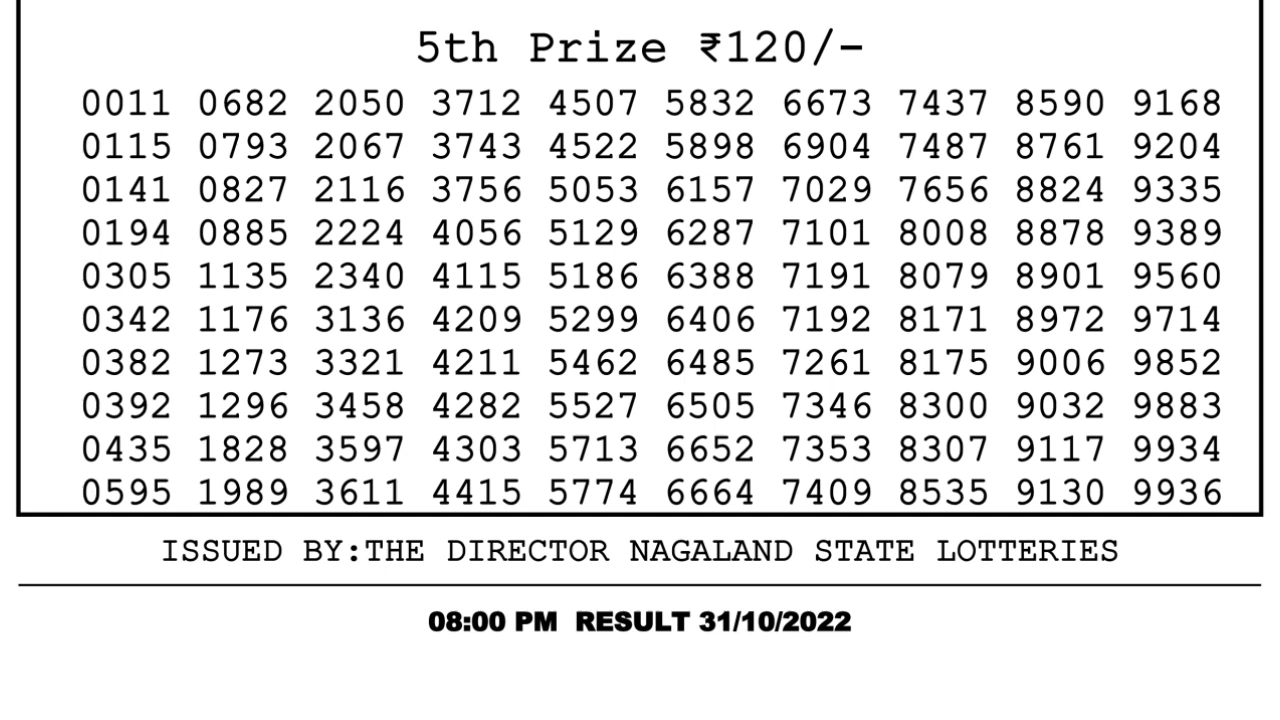 5th Prize ₹120/-
0011 0682 2050 3712 4507 5832 6673 7437 8590 9168
0115 0793 2067 3743 4522 5898 6904 7487 8761 9204
0141 0827 2116 3756 5053 6157 7029 7656 8824 9335
0194 0885 2224 4056 5129 6287 7101 8008 8878 9389
0305 1135 2340 4115 5186 6388 7191 8079 8901 9560
0342 1176 3136 4209 5299 6406 7192 8171 8972 9714
0382 1273 3321 4211 5462 6485 7261 8175 9006 9852
0392 1296 3458 4282 5527 6505 7346 8300 9032 9883
0435 1828 3597 4303 5713 6652 7353 8307 9117 9934
0595 1989 3611 4415 5774 6664 7409 8535 9130 9936
ISSUED BY:THE DIRECTOR NAGALAND STATE LOTTERIES
08:00 PM RESULT 31/10/2022